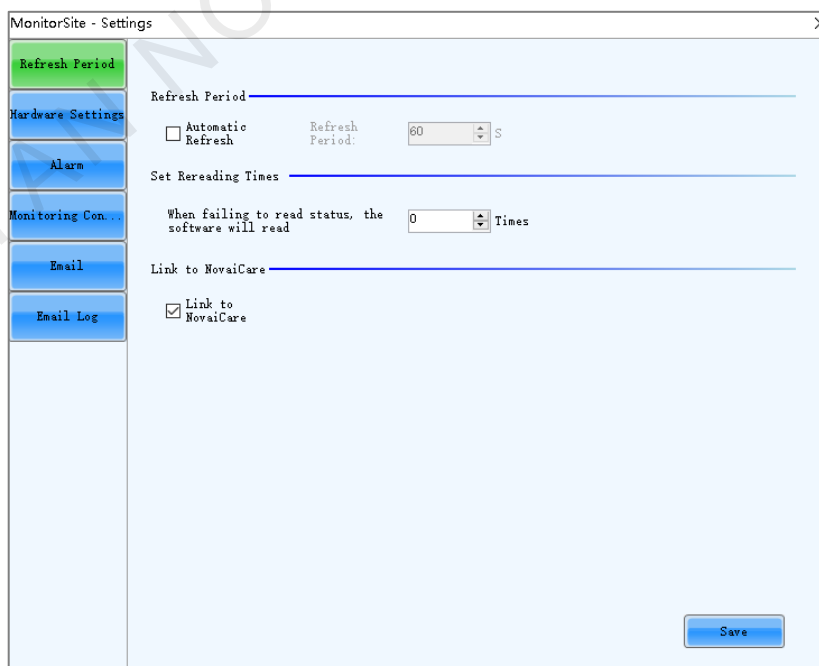 MonitorSite - Settings
Refresh Period
Hardware Settings
Alarm
Monitoring Con...
Email
Email Log
Refresh Period
Automatic
Refresh
Refresh
Period:
60
S
Set Rereading Times
When failing to read status, the
software will read
0
Times
Link to NovaiCare
Link to
NovaiCare
Save